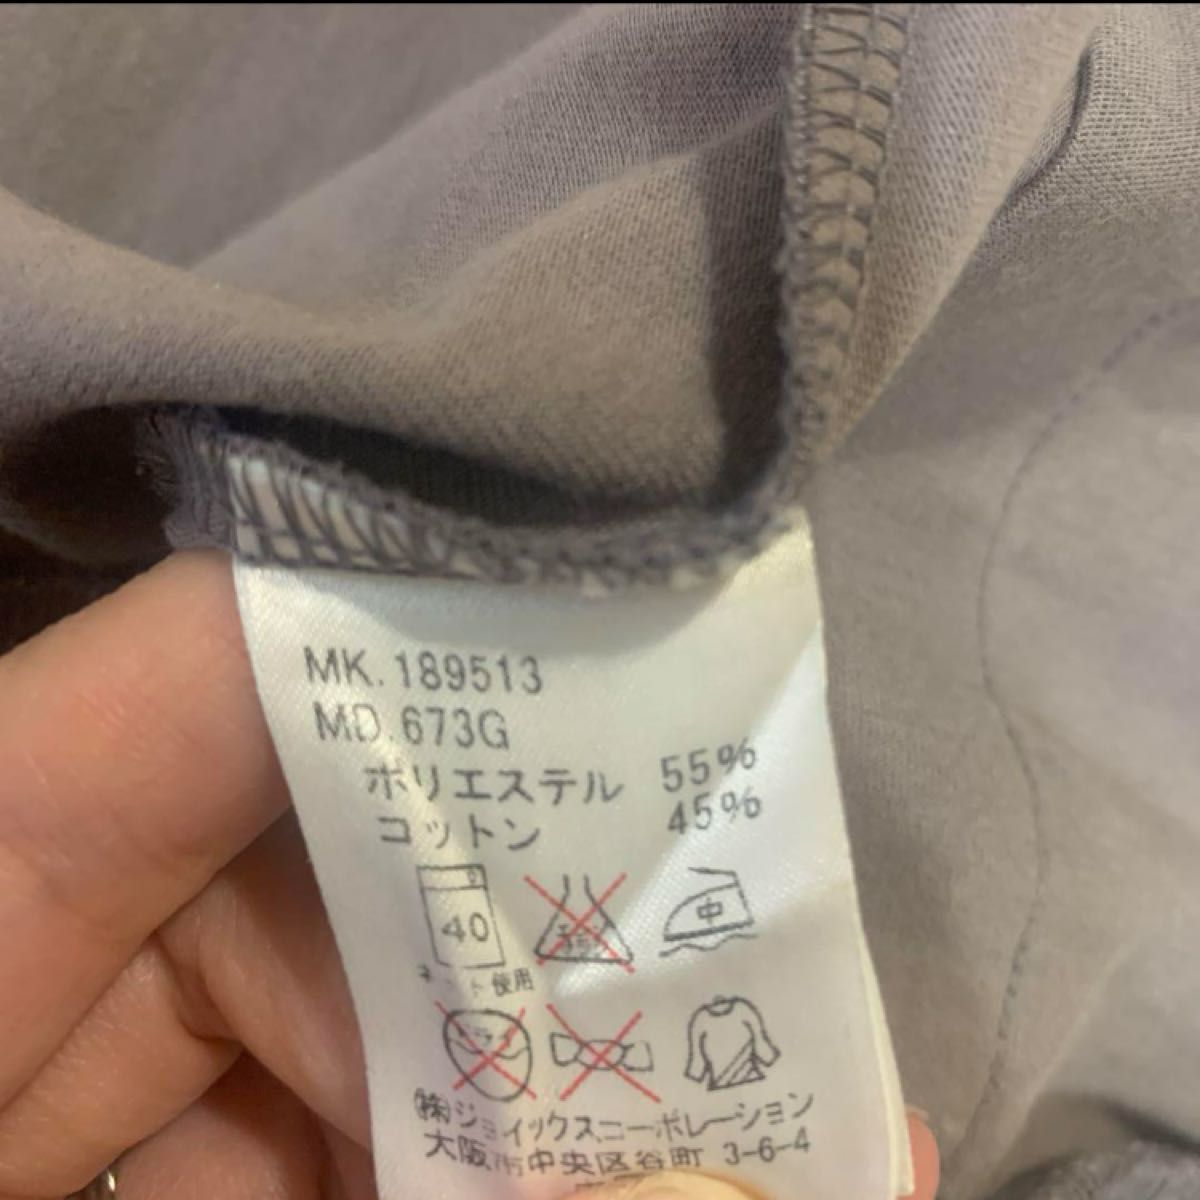 MK.189513
MD.673G
ポリエステル 55%
コットン 45%
40 中
ネット使用
(株)ジョイックスコーポレーション
大阪市中央区谷町 3-6-4